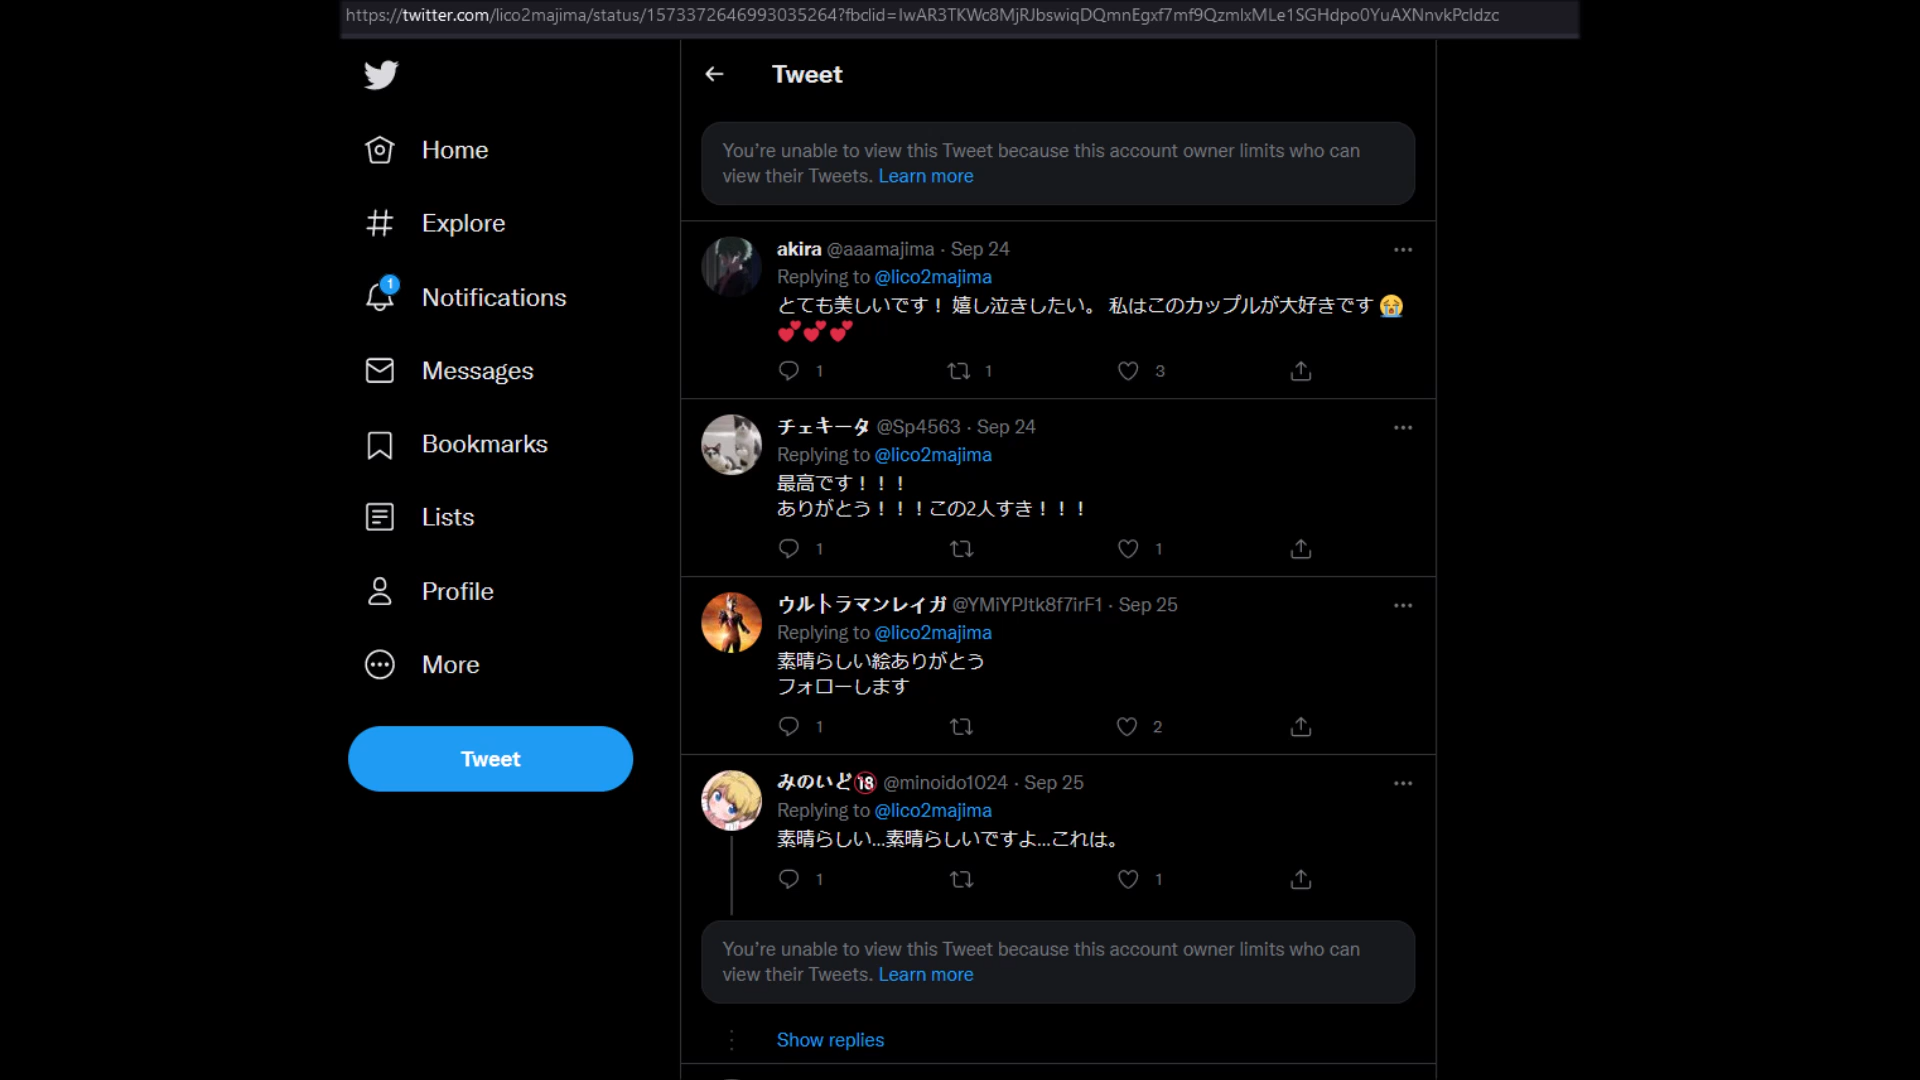 https://twitter.com/lico2majima/status/1573372646993035264?fbclid=IwAR3TKWc8MjRJbswiqDQmnEgxf7mf9QzmlxMLe1SGHdpo0YuAXNnvkPcIdzc
Home
Explore
1
Notifications
Messages
Bookmarks
Lists
Profile
More
Tweet
Tweet
You’re unable to view this Tweet because this account owner limits who can
view their Tweets. Learn more
akira @aaamajima · Sep 24
Replying to @lico2majima
とても美しいです！ 嬉し泣きしたい。 私はこのカップルが大好きです 😭
💕💕💕
1 1 3
チェキータ @Sp4563 · Sep 24
Replying to @lico2majima
最高です！！！
ありがとう！！！この2人すき！！！
1 1
ウルトラマンレイガ @YMiYPJtk8f7irF1 · Sep 25
Replying to @lico2majima
素晴らしい絵ありがとう
フォローします
1 2
みのいど🔞 @minoido1024 · Sep 25
Replying to @lico2majima
素晴らしい...素晴らしいですよ...これは。
1 1
You’re unable to view this Tweet because this account owner limits who can
view their Tweets. Learn more
Show replies